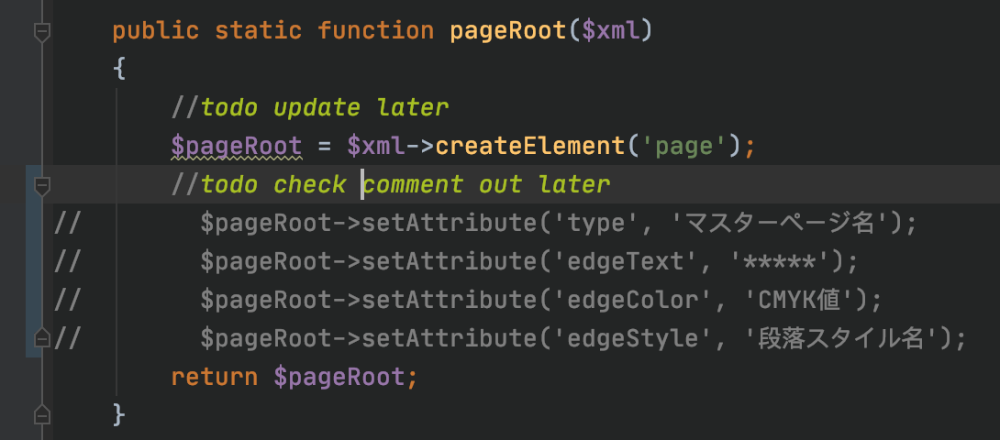 public static function pageRoot($xml)
{
//todo update later
$pageRoot = $xml->createElement('page');
//todo check comment out later
// $pageRoot->setAttribute('type', 'マスターページ名');
// $pageRoot->setAttribute('edgeText', '*****');
// $pageRoot->setAttribute('edgeColor', 'CMYK値');
// $pageRoot->setAttribute('edgeStyle', '段落スタイル名');
return $pageRoot;
}